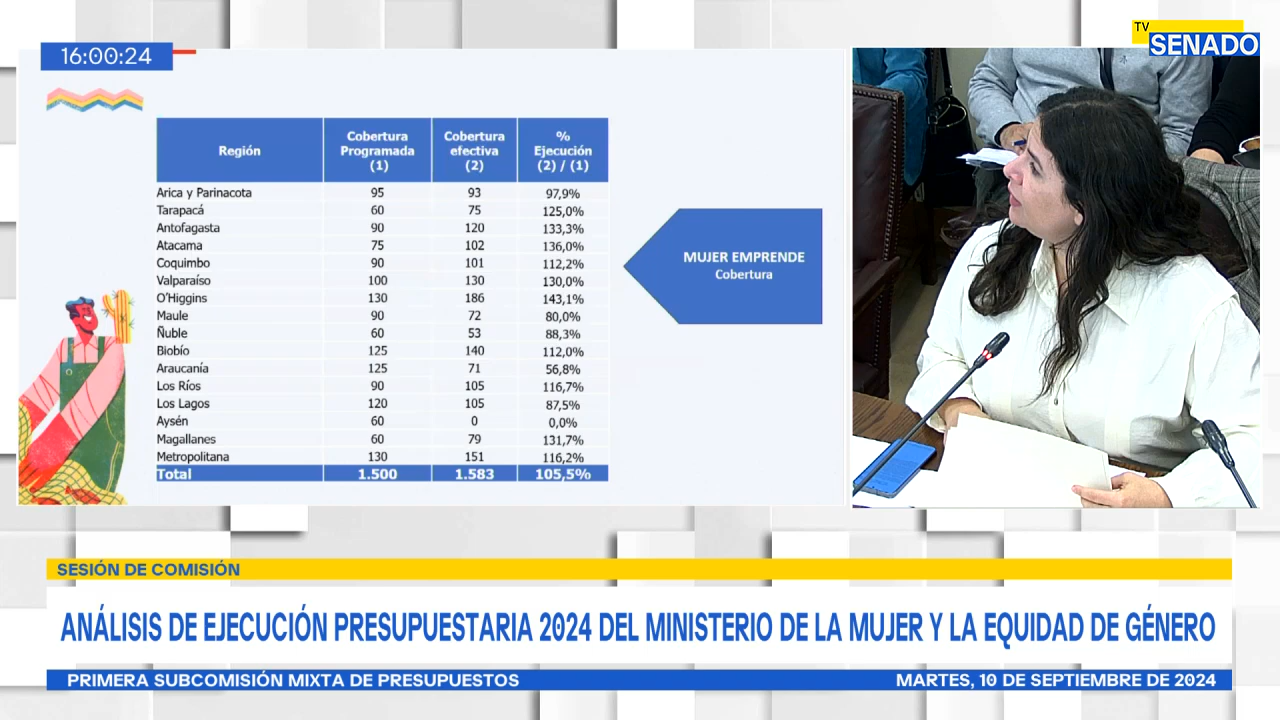 16:00:24
TV
SENADO
Región Cobertura Programada (1) Cobertura efectiva (2) % Ejecución (2) / (1)
Arica y Parinacota 95 93 97,9%
Tarapacá 60 75 125,0%
Antofagasta 90 120 133,3%
Atacama 75 102 136,0%
Coquimbo 90 101 112,2%
Valparaíso 100 130 130,0%
O'Higgins 130 186 143,1%
Maule 90 72 80,0%
Ñuble 60 53 88,3%
Biobío 125 140 112,0%
Araucanía 125 71 56,8%
Los Ríos 90 105 116,7%
Los Lagos 120 105 87,5%
Aysén 60 0 0,0%
Magallanes 60 79 131,7%
Metropolitana 130 151 116,2%
Total 1.500 1.583 105,5%
MUJER EMPRENDE
Cobertura
SESIÓN DE COMISIÓN
ANÁLISIS DE EJECUCIÓN PRESUPUESTARIA 2024 DEL MINISTERIO DE LA MUJER Y LA EQUIDAD DE GÉNERO
PRIMERA SUBCOMISIÓN MIXTA DE PRESUPUESTOS
MARTES, 10 DE SEPTIEMBRE DE 2024